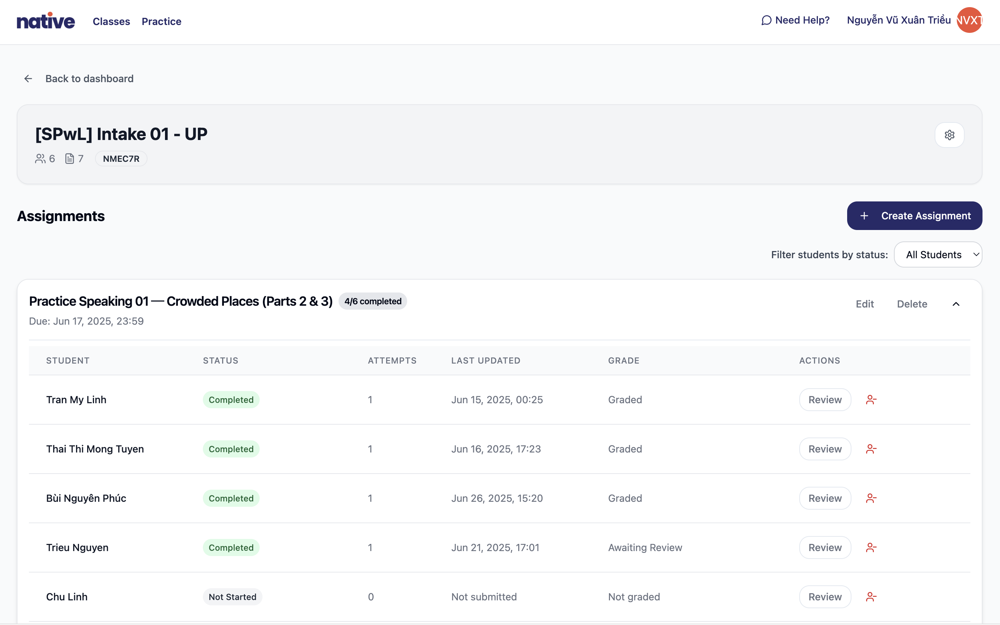 native Classes Practice Need Help? Nguyễn Vũ Xuân Triều NVXT
Back to dashboard
[SPwL] Intake 01 - UP
6 7 NMEC7R
Assignments
+ Create Assignment
Filter students by status: All Students
Practice Speaking 01 — Crowded Places (Parts 2 & 3) 4/6 completed Edit Delete
Due: Jun 17, 2025, 23:59
STUDENT STATUS ATTEMPTS LAST UPDATED GRADE ACTIONS
Tran My Linh Completed 1 Jun 15, 2025, 00:25 Graded Review
Thai Thi Mong Tuyen Completed 1 Jun 16, 2025, 17:23 Graded Review
Bùi Nguyên Phúc Completed 1 Jun 26, 2025, 15:20 Graded Review
Trieu Nguyen Completed 1 Jun 21, 2025, 17:01 Awaiting Review Review
Chu Linh Not Started 0 Not submitted Not graded Review